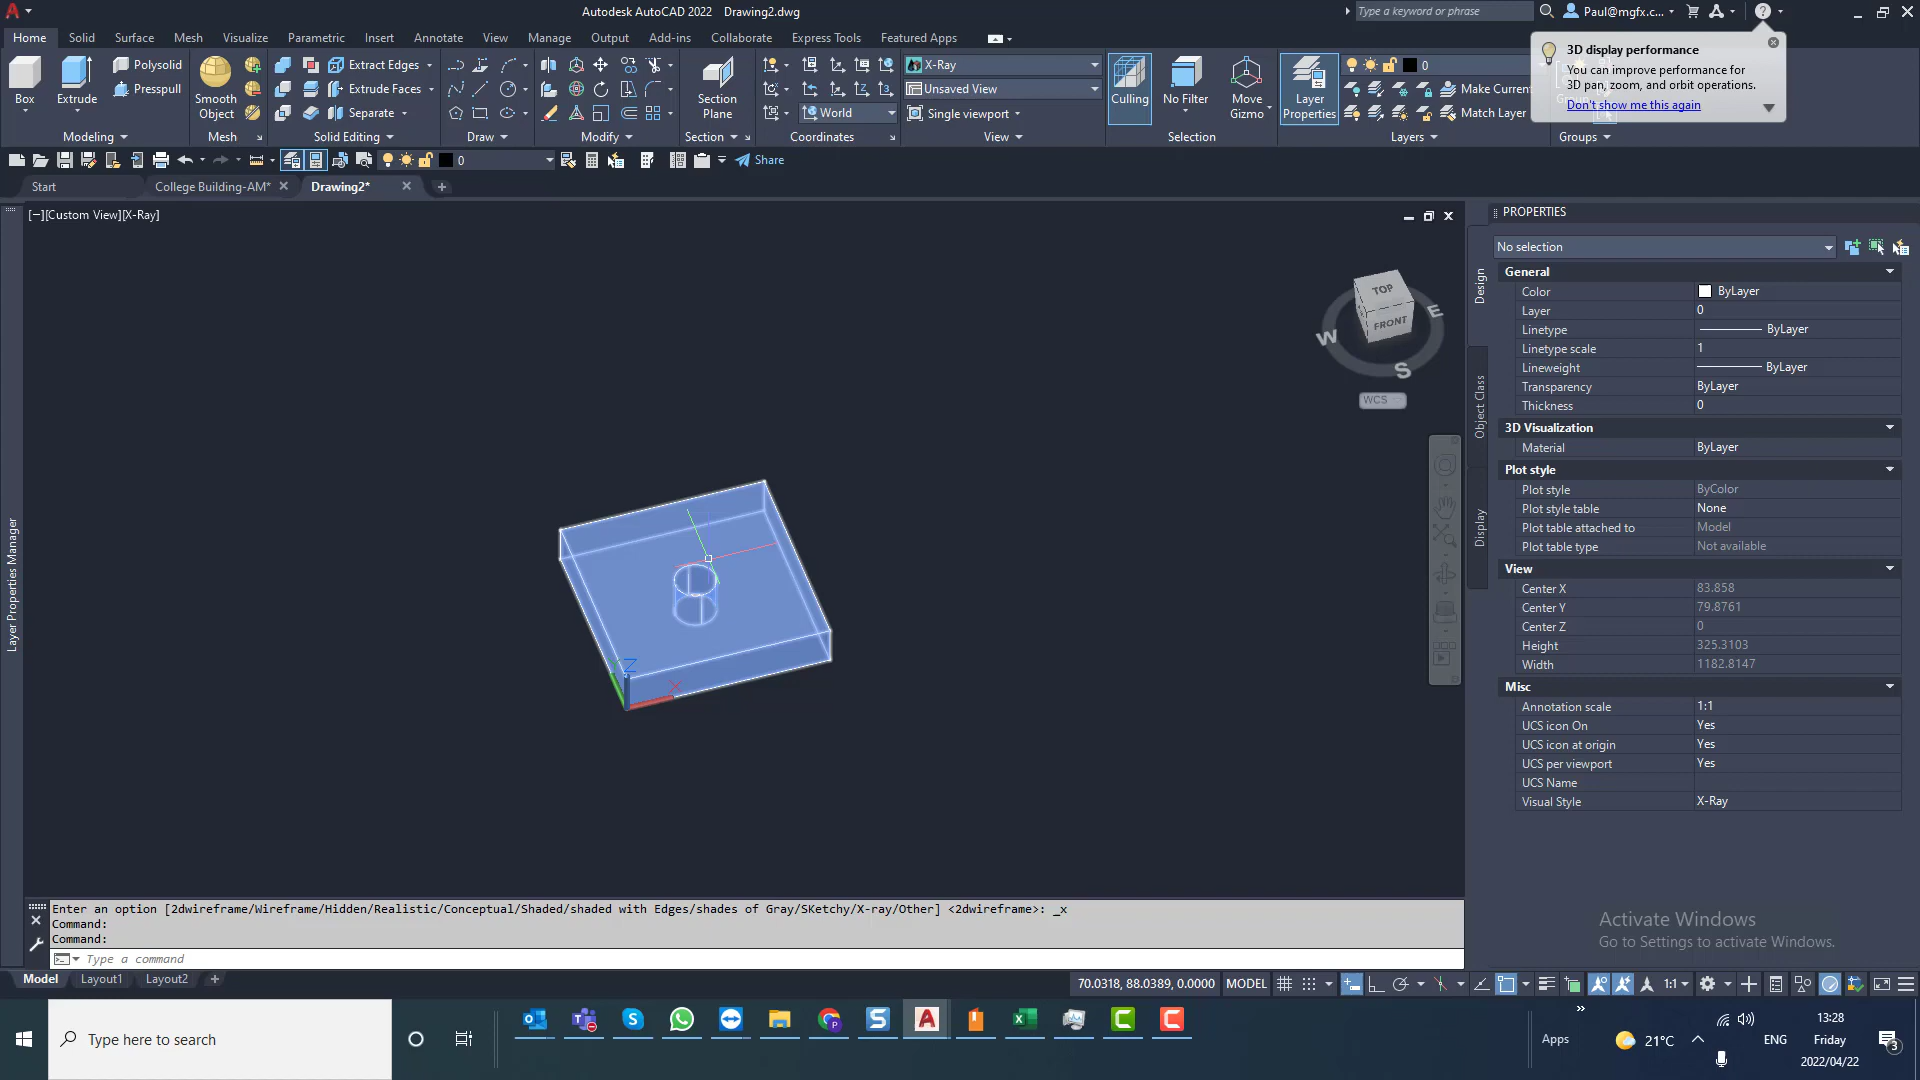 Autodesk AutoCAD 2022 Drawing2.dwg
Type a keyword or phrase
Paul@mgfx.c...
Home Solid Surface Mesh Visualize Parametric Insert Annotate View Manage Output Add-ins Collaborate Express Tools Featured Apps
3D display performance
You can improve performance for
3D pan, zoom, and orbit operations.
Don't show me this again
Box
Extrude
Polysolid
Presspull
Modeling
Smooth
Object
Mesh
Extract Edges
Extrude Faces
Separate
Solid Editing
Draw
Modify
Section
Plane
Section
World
Coordinates
X-Ray
Unsaved View
Single viewport
View
Culling
No Filter
Move
Gizmo
Selection
Layer
Properties
0
Make Current
Match Layer
Layers
Groups
0
Share
Start
College Building-AM*
Drawing2*
[−][Custom View][X-Ray]
TOP
FRONT
W
E
S
WCS
Z
X
Layer Properties Manager
PROPERTIES
No selection
Design
Object Class
Display
General
Color ByLayer
Layer 0
Linetype ByLayer
Linetype scale 1
Lineweight ByLayer
Transparency ByLayer
Thickness 0
3D Visualization
Material ByLayer
Plot style
Plot style ByColor
Plot style table None
Plot table attached to Model
Plot table type Not available
View
Center X 83.858
Center Y 79.8761
Center Z 0
Height 325.3103
Width 1182.8147
Misc
Annotation scale 1:1
UCS icon On Yes
UCS icon at origin Yes
UCS per viewport Yes
UCS Name
Visual Style X-Ray
Enter an option [2dwireframe/Wireframe/Hidden/Realistic/Conceptual/Shaded/shaded with Edges/shades of Gray/SKetchy/X-ray/Other] <2dwireframe>: _x
Command:
Command:
Type a command
Activate Windows
Go to Settings to activate Windows.
Model Layout1 Layout2
70.0318, 88.0389, 0.0000 MODEL
1:1
Type here to search
Apps
21°C
ENG
13:28
Friday
2022/04/22
3